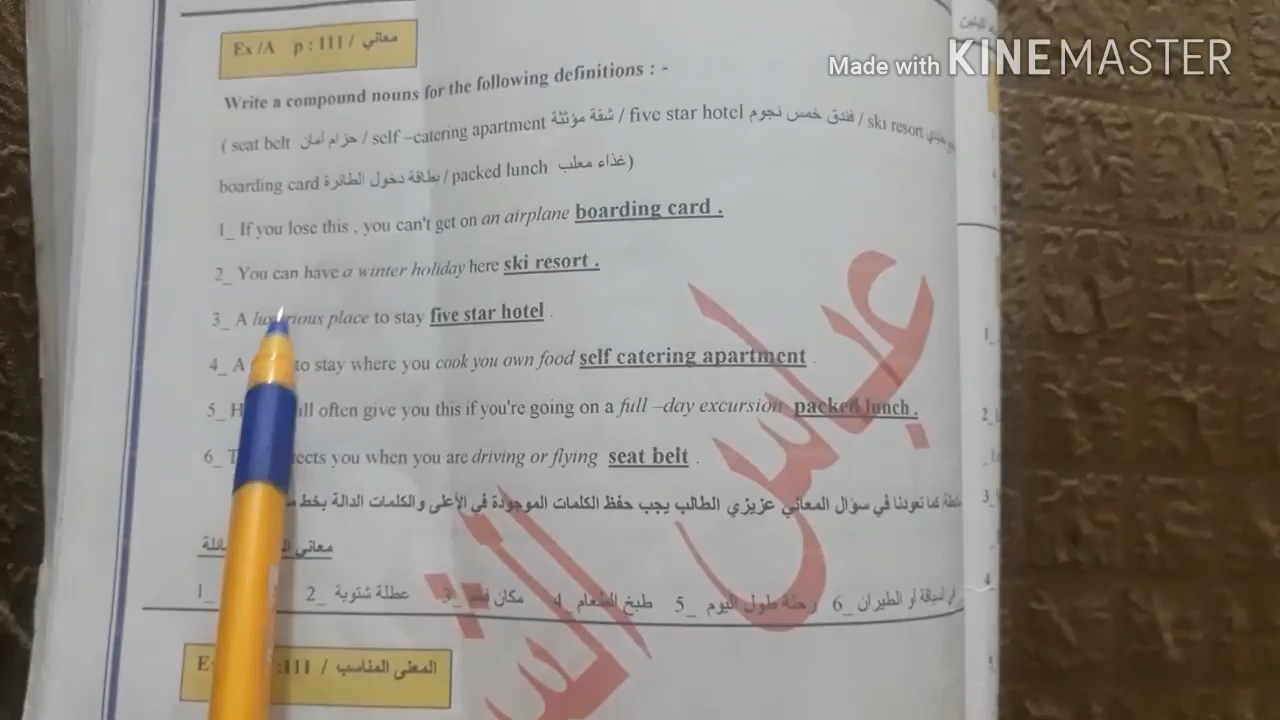 Made with KINEMASTER
Ex /A p : 111 / معاني
Write a compound nouns for the following definitions : -
( seat belt حزام أمان / self –catering apartment شقة مؤثثة / five star hotel فندق خمس نجوم / ski resort
boarding card بطاقة دخول الطائرة / packed lunch غذاء معلب)
1_ If you lose this , you can't get on an airplane boarding card .
2_ You can have a winter holiday here ski resort .
3_ A place to stay five star hotel .
4_ A to stay where you cook you own food self catering apartment .
5_ often give you this if you're going on a full –day excursion packed lunch .
6_ you when you are driving or flying seat belt .
كما تعودنا في سؤال المعاني عزيزي الطالب يجب حفظ الكلمات الموجودة في الأعلى والكلمات الدالة بخط
معاني
1_ 2_ عطلة شتوية 3_ مكان 4_ طبخ الطعام 5_ رحلة طول اليوم 6_ السياقة أو الطيران
:111 / المعنى المناسب
عباس